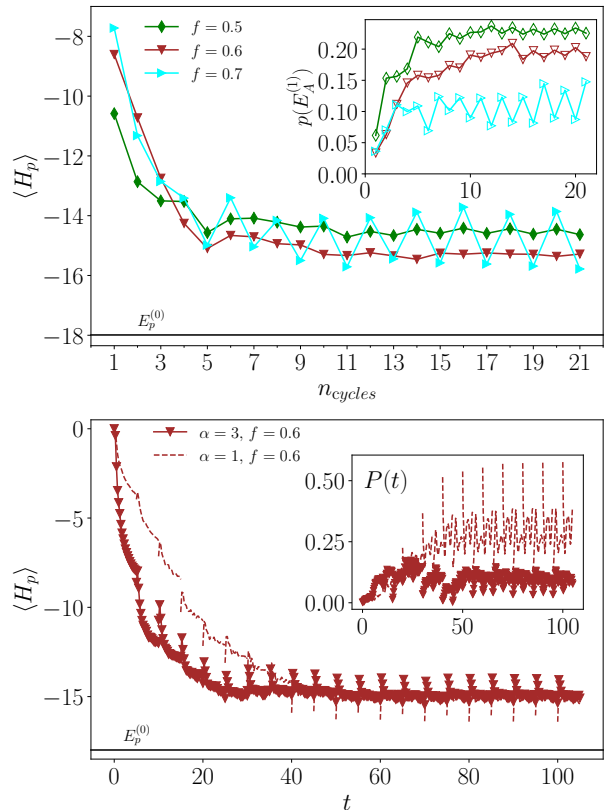 −8
−10
−12
−14
−16
−18
⟨H_p⟩
f = 0.5
f = 0.6
f = 0.7
p(E_A^{(1)})
0.20
0.15
0.10
0.05
0.00
0 10 20
E_p^{(0)}
1 3 5 7 9 11 13 15 17 19 21
n_{cycles}
0
−5
−10
−15
⟨H_p⟩
α = 3, f = 0.6
α = 1, f = 0.6
P(t)
0.50
0.25
0.00
0 50 100
E_p^{(0)}
0 20 40 60 80 100
t